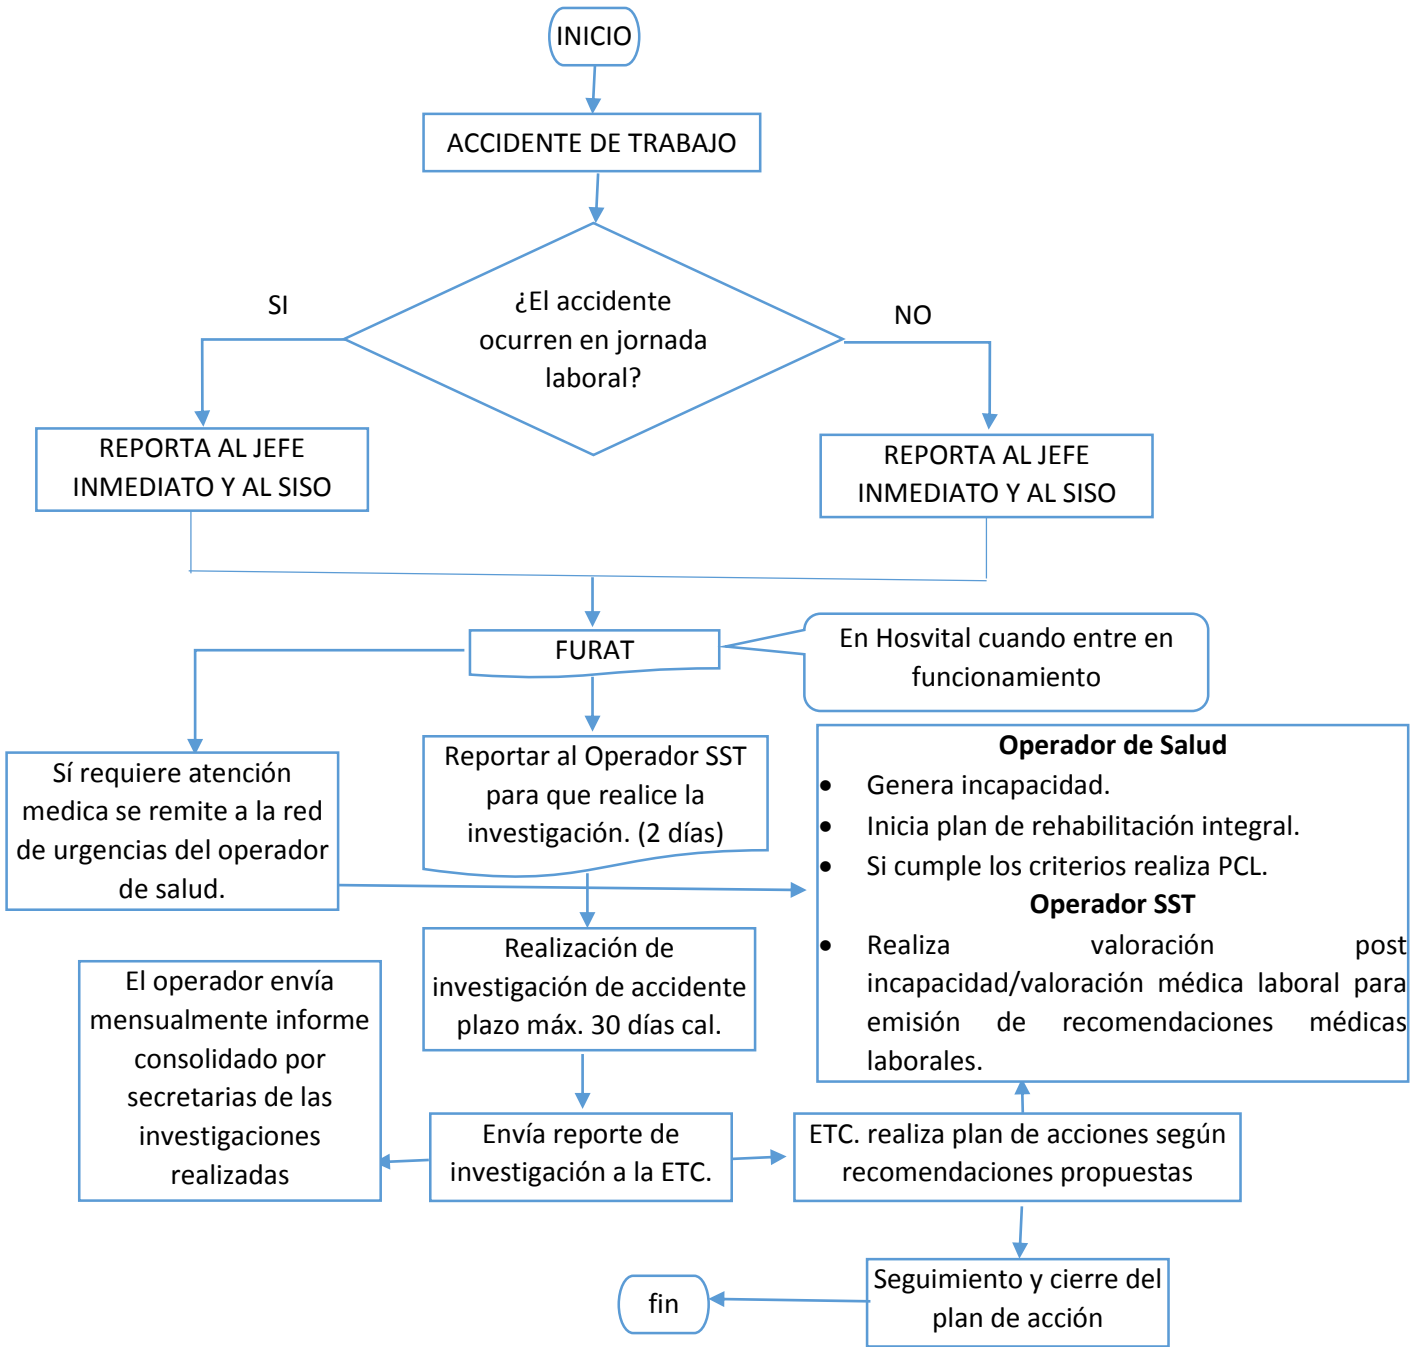 INICIO
ACCIDENTE DE TRABAJO
¿El accidente
ocurren en jornada
laboral?
SI
NO
REPORTA AL JEFE
INMEDIATO Y AL SISO
REPORTA AL JEFE
INMEDIATO Y AL SISO
FURAT
En Hosvital cuando entre en
funcionamiento
Sí requiere atención
medica se remite a la red
de urgencias del operador
de salud.
Reportar al Operador SST
para que realice la
investigación. (2 días)
Operador de Salud
• Genera incapacidad.
• Inicia plan de rehabilitación integral.
• Si cumple los criterios realiza PCL.
Operador SST
• Realiza valoración post
incapacidad/valoración médica laboral para
emisión de recomendaciones médicas
laborales.
Realización de
investigación de accidente
plazo máx. 30 días cal.
El operador envía
mensualmente informe
consolidado por
secretarias de las
investigaciones
realizadas
Envía reporte de
investigación a la ETC.
ETC. realiza plan de acciones según
recomendaciones propuestas
Seguimiento y cierre del
plan de acción
fin